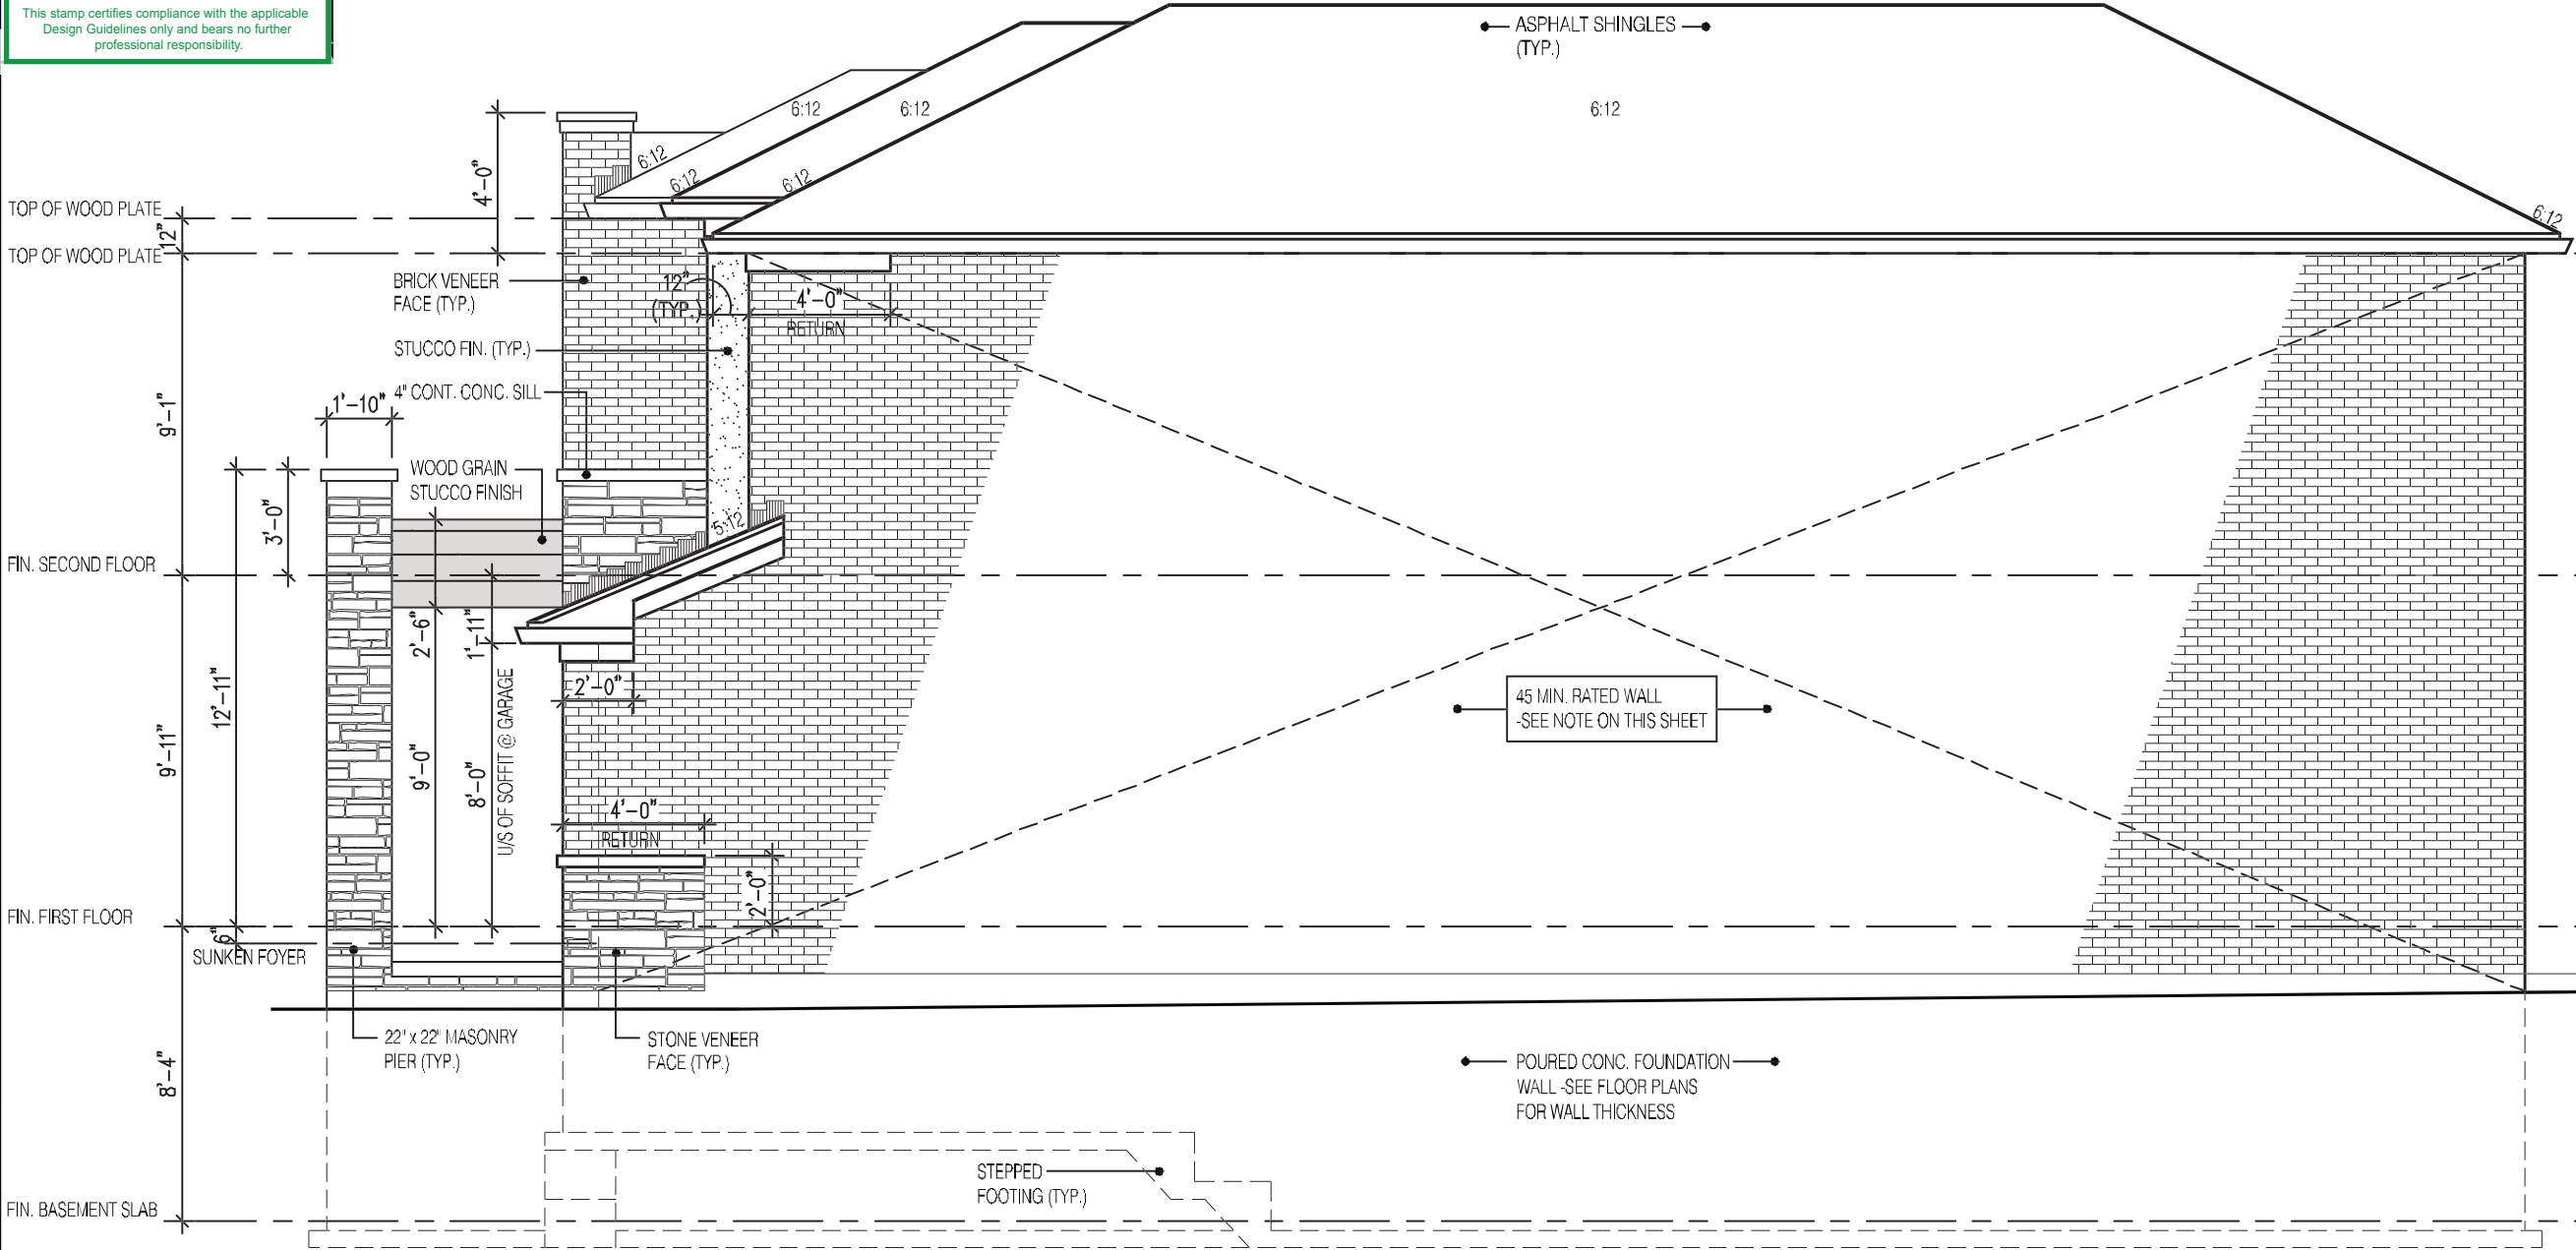 This stamp certifies compliance with the applicable
Design Guidelines only and bears no further
professional responsibility.
ASPHALT SHINGLES
(TYP.)
6:12
6:12
6:12
6:12
6:12
6:12
6:12
4'-0"
TOP OF WOOD PLATE
12"
TOP OF WOOD PLATE
BRICK VENEER
FACE (TYP.)
12"
(TYP.)
4'-0"
RETURN
STUCCO FIN. (TYP.)
4" CONT. CONC. SILL
1'-10"
9'-1"
WOOD GRAIN
STUCCO FINISH
3'-0"
5:12
FIN. SECOND FLOOR
2'-6"
1'-11"
12'-11"
2'-0"
9'-11"
9'-0"
8'-0"
U/S OF SOFFIT @ GARAGE
45 MIN. RATED WALL
-SEE NOTE ON THIS SHEET
4'-0"
RETURN
2'-0"
FIN. FIRST FLOOR
6"
SUNKEN FOYER
22" x 22" MASONRY
PIER (TYP.)
STONE VENEER
FACE (TYP.)
8'-4"
POURED CONC. FOUNDATION
WALL -SEE FLOOR PLANS
FOR WALL THICKNESS
STEPPED
FOOTING (TYP.)
FIN. BASEMENT SLAB